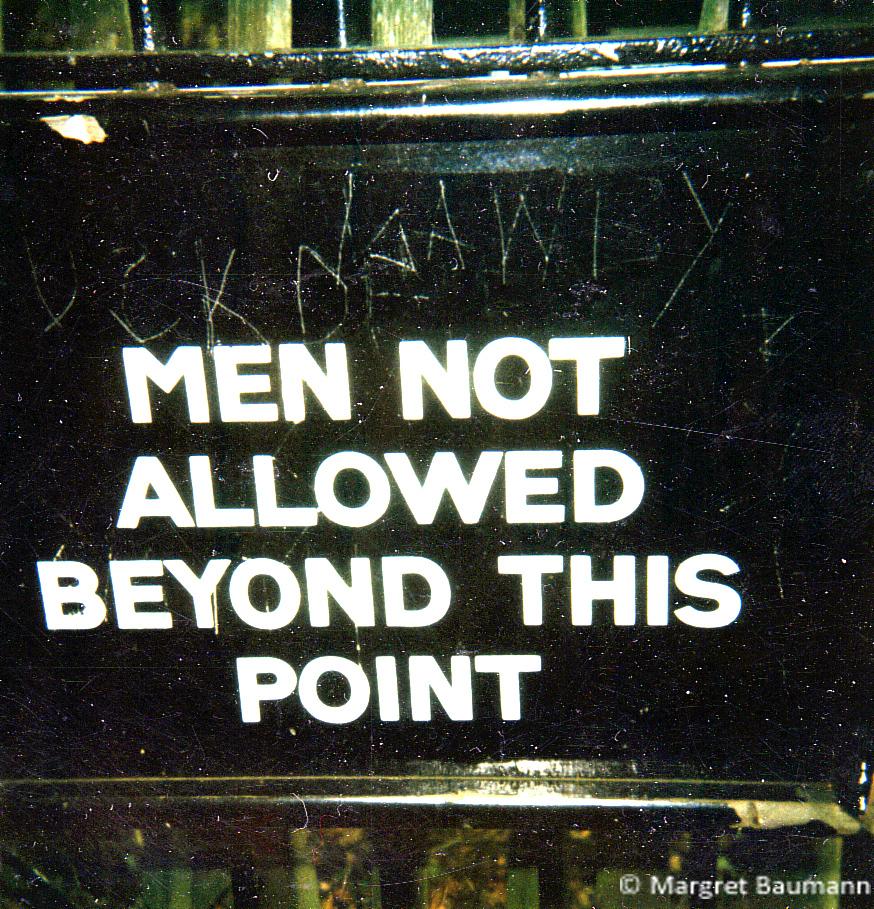 MEN NOT
ALLOWED
BEYOND THIS
POINT
© Margret Baumann